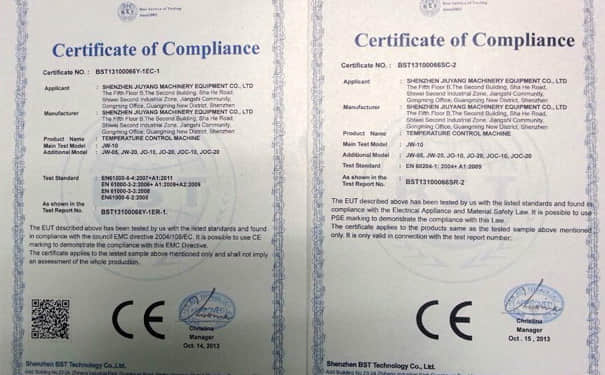 Best Service of Testing
Since2003
Certificate of Compliance
Certificate NO. : BST13100066Y-1EC-1
Applicant : SHENZHEN JIUYANG MACHINERY EQUIPMENT CO., LTD
The Fifth Floor B,The Second Building, Sha He Road,
Shiwei Second Industrial Zone, Jiangshi Community,
Gongming Office, Guangming New District, Shenzhen
Manufacturer : SHENZHEN JIUYANG MACHINERY EQUIPMENT CO., LTD
The Fifth Floor B,The Second Building, Sha He Road,
Shiwei Second Industrial Zone, Jiangshi Community,
Gongming Office, Guangming New District, Shenzhen
Product Name : TEMPERATURE CONTROL MACHINE
Main Test Model : JW-10
Additional Model : JW-05, JW-20, JO-10, JO-20, JOC-10, JOC-20
Test Standard : EN61000-6-4:2007+A1:2011
EN 61000-3-2:2006+ A1:2009+A2:2009
EN 61000-3-3:2008
EN61000-6-2:2005
As shown in the
Test Report NO.: BST13100066Y-1ER-1.
The EUT described above has been tested by us with the listed standards and found
in compliance with the council EMC directive 2004/108/EC. It is possible to use CE
marking to demonstrate the compliance with this EMC Directive.
The certificate applies to the tested sample above mentioned only and shall not imply
an assessment of the whole production.
CE
Christina
Manager
Oct. 14, 2013
Shenzhen BST Technology Co.,Ltd.
Certificate of Compliance
Certificate NO. : BST13100066SC-2
Applicant : SHENZHEN JIUYANG MACHINERY EQUIPMENT CO., LTD
The Fifth Floor B,The Second Building, Sha He Road,
Shiwei Second Industrial Zone, Jiangshi Community,
Gongming Office, Guangming New District, Shenzhen
Manufacturer : SHENZHEN JIUYANG MACHINERY EQUIPMENT CO., LTD
The Fifth Floor B,The Second Building, Sha He Road,
Shiwei Second Industrial Zone, Jiangshi Community,
Gongming Office, Guangming New District, Shenzhen
Product Name : TEMPERATURE CONTROL MACHINE
Main Test Model : JW-10
Additional Model : JW-05, JW-20, JO-10, JO-20, JOC-10, JOC-20
Test Standard : EN 60204-1: 2004+ A1:2009
As shown in the
Test Report NO.: BST13100066SR-2
The EUT described above has been tested by us with the listed standards and found in
compliance with the Electrical Appliance and Material Safety Law. It is possible to use
PSE marking to demonstrate the compliance with this Law.
The certificate applies to the products same as the tested sample above mentioned
only. It is only valid in connection with the test report number:
CE
Christina
Manager
Oct . 15 , 2013
Shenzhen BST Technology Co.,Ltd.